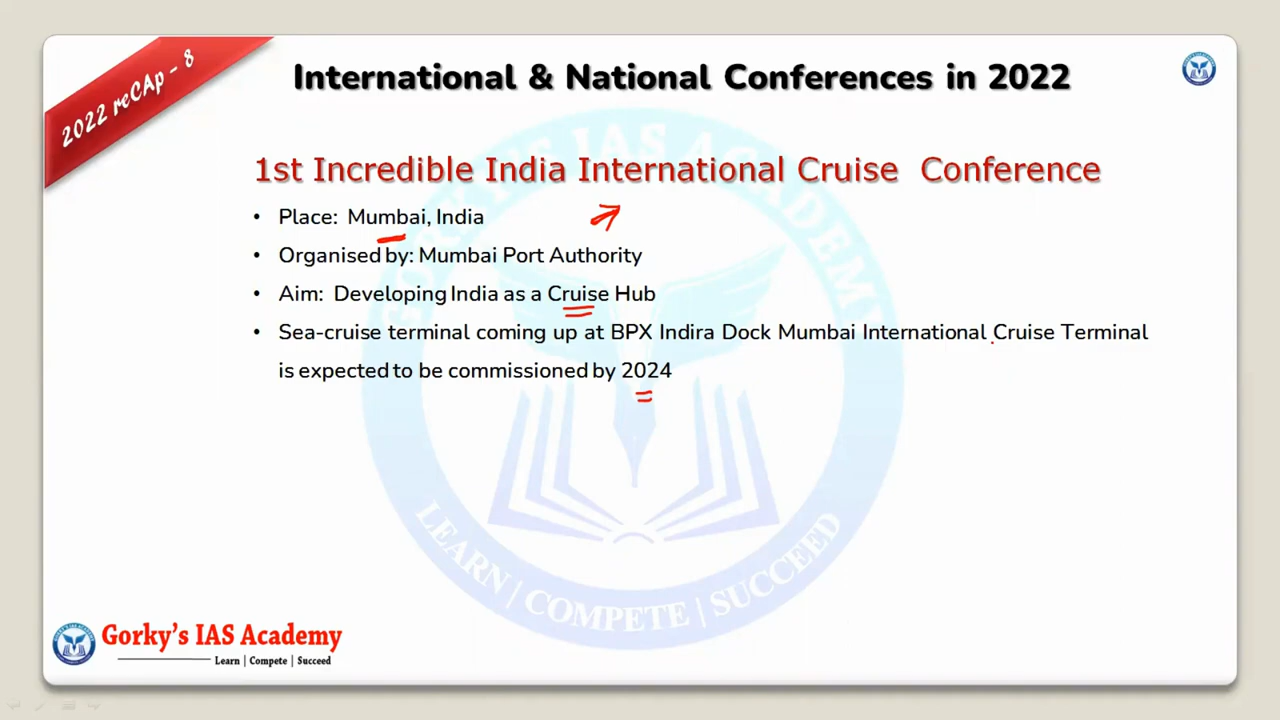 2022 reCAp - 8
International & National Conferences in 2022
1st Incredible India International Cruise Conference
• Place: Mumbai, India
• Organised by: Mumbai Port Authority
• Aim: Developing India as a Cruise Hub
• Sea-cruise terminal coming up at BPX Indira Dock Mumbai International Cruise Terminal
is expected to be commissioned by 2024
GORKY'S IAS ACADEMY
LEARN | COMPETE | SUCCEED
Gorky's IAS Academy
Learn | Compete | Succeed